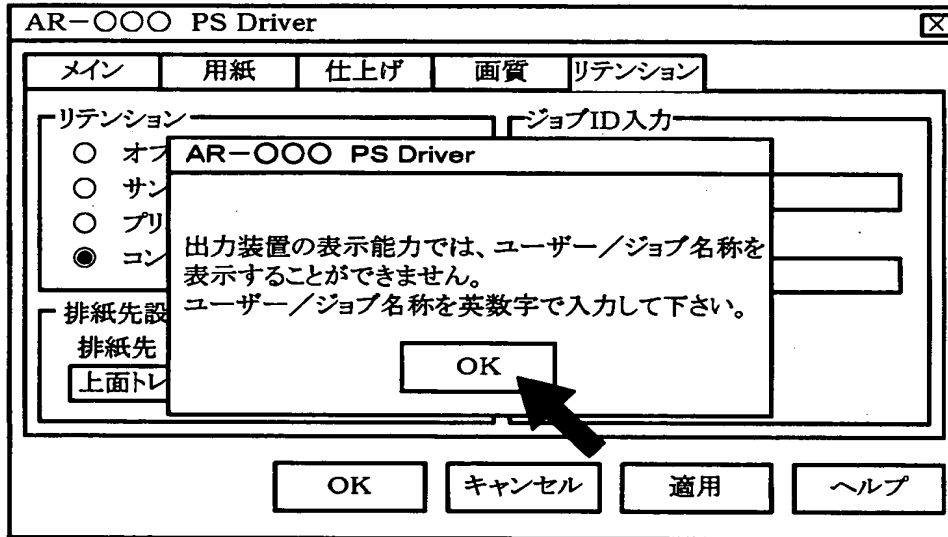 AR－○○○ PS Driver
メイン 用紙 仕上げ 画質 リテンション
リテンション
ジョブID入力
オフ
サン
プリ
コン
AR－○○○ PS Driver
出力装置の表示能力では、ユーザー／ジョブ名称を
表示することができません。
ユーザー／ジョブ名称を英数字で入力して下さい。
OK
排紙先設
排紙先
上面トレ
OK キャンセル 適用 ヘルプ